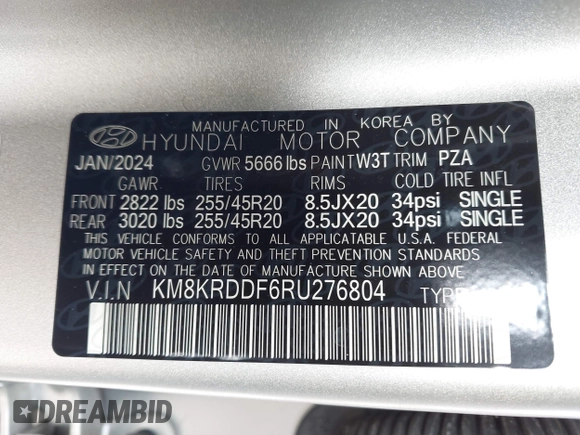 MANUFACTURED IN KOREA BY
HYUNDAI MOTOR COMPANY
JAN/2024 GVWR 5666 lbs PAINT W3T TRIM PZA
GAWR TIRES RIMS COLD TIRE INFL
FRONT 2822 lbs 255/45R20 8.5JX20 34psi SINGLE
REAR 3020 lbs 255/45R20 8.5JX20 34psi SINGLE
THIS VEHICLE CONFORMS TO ALL APPLICABLE U.S.A. FEDERAL
MOTOR VEHICLE SAFETY, BUMPER, AND THEFT PREVENTION STANDARDS
IN EFFECT ON THE DATE OF MANUFACTURE SHOWN ABOVE.
V.I.N KM8KRDDF6RU276804 TYPE
DREAMBID